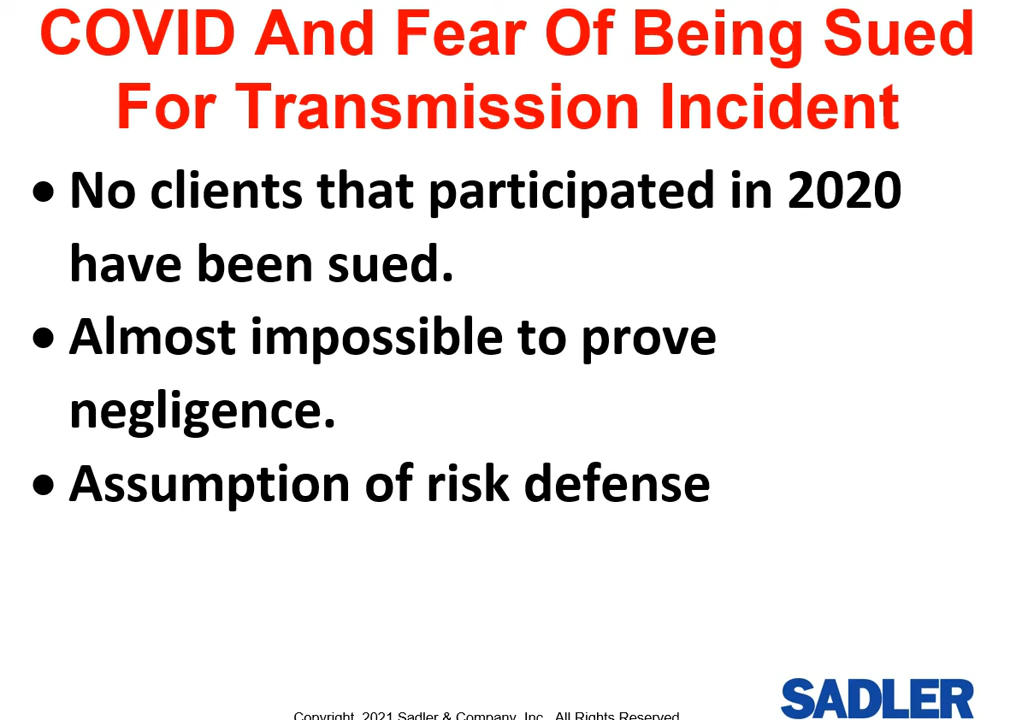 COVID And Fear Of Being Sued
For Transmission Incident
• No clients that participated in 2020
have been sued.
• Almost impossible to prove
negligence.
• Assumption of risk defense
SADLER
Copyright 2021 Sadler & Company, Inc. All Rights Reserved